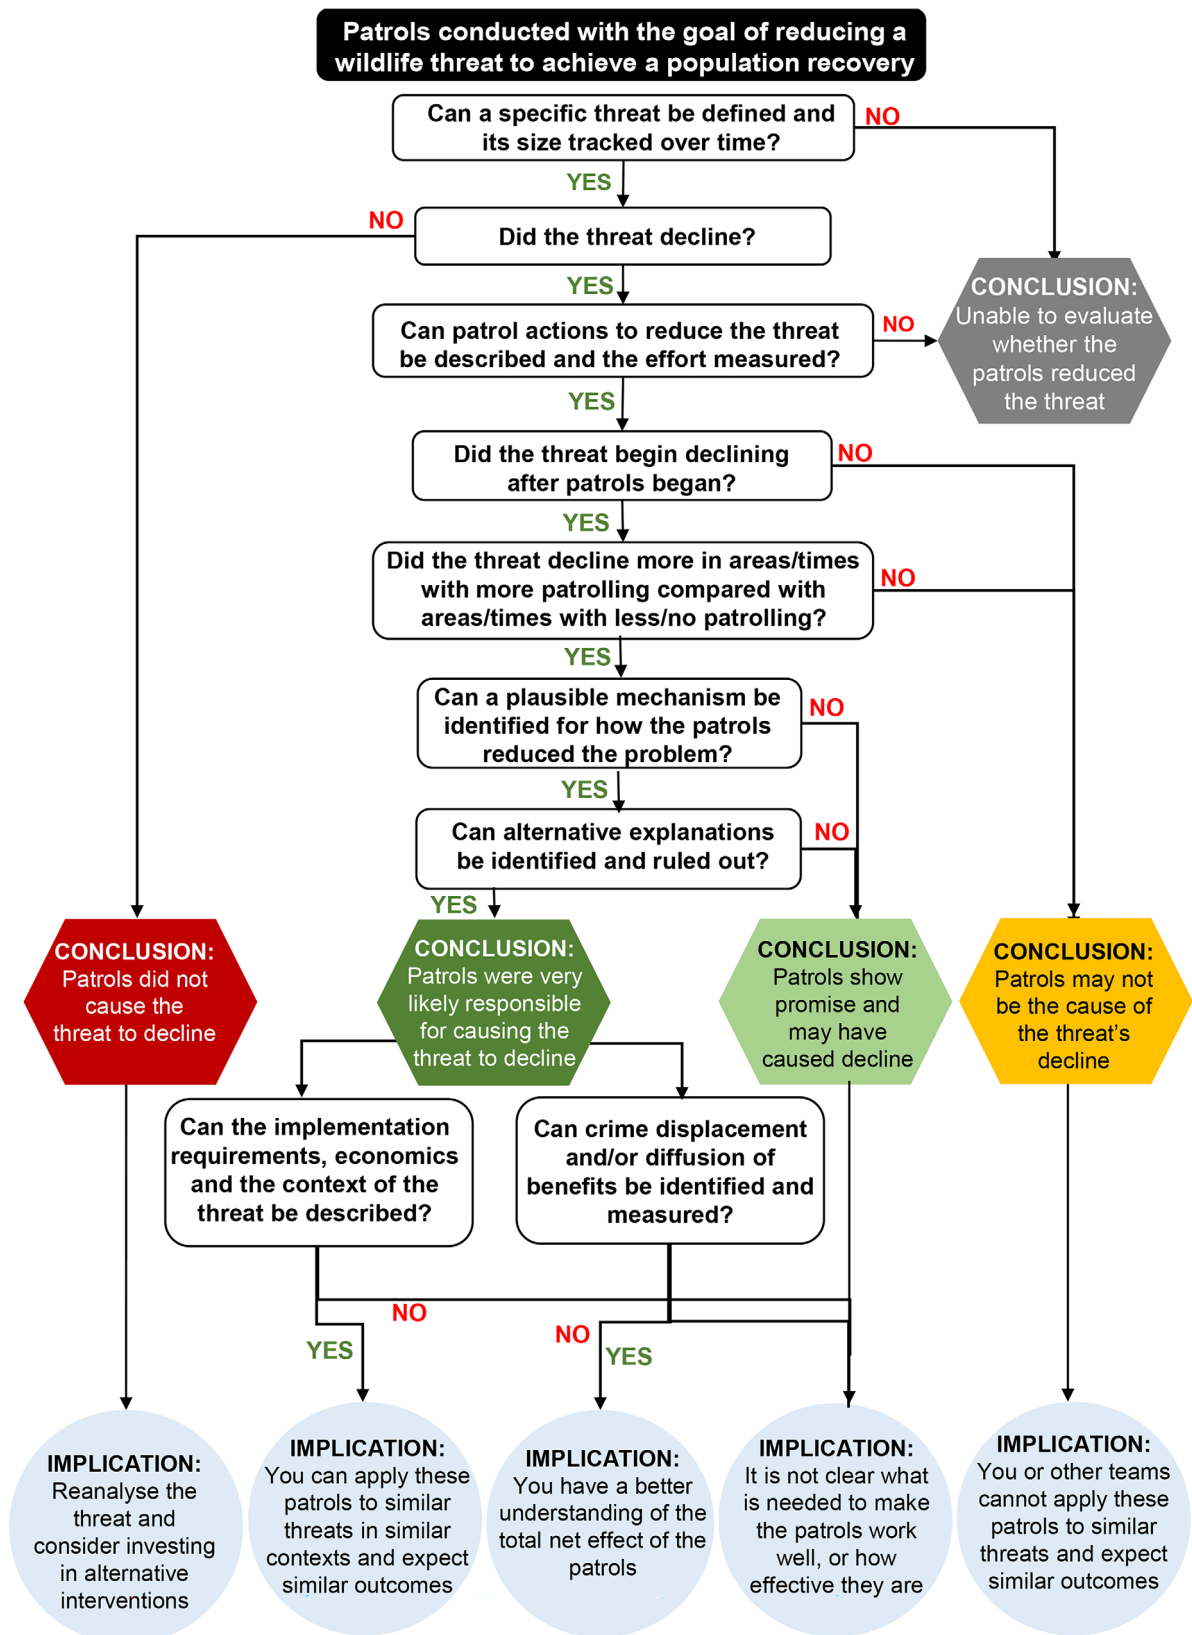 Patrols conducted with the goal of reducing a
wildlife threat to achieve a population recovery
Can a specific threat be defined and
its size tracked over time?
NO
YES
NO
Did the threat decline?
YES
CONCLUSION:
Unable to evaluate
whether the
patrols reduced
the threat
Can patrol actions to reduce the threat
be described and the effort measured?
NO
YES
Did the threat begin declining
after patrols began?
NO
YES
Did the threat decline more in areas/times
with more patrolling compared with
areas/times with less/no patrolling?
NO
YES
Can a plausible mechanism be
identified for how the patrols
reduced the problem?
NO
YES
Can alternative explanations
be identified and ruled out?
NO
YES
CONCLUSION:
Patrols did not
cause the
threat to decline
CONCLUSION:
Patrols were very
likely responsible
for causing the
threat to decline
CONCLUSION:
Patrols show
promise and
may have
caused decline
CONCLUSION:
Patrols may not
be the cause of
the threat's
decline
Can the implementation
requirements, economics
and the context of the
threat be described?
Can crime displacement
and/or diffusion of
benefits be identified and
measured?
NO
YES
NO
YES
IMPLICATION:
Reanalyse the
threat and
consider investing
in alternative
interventions
IMPLICATION:
You can apply these
patrols to similar
threats in similar
contexts and expect
similar outcomes
IMPLICATION:
You have a better
understanding of the
total net effect of the
patrols
IMPLICATION:
It is not clear what
is needed to make
the patrols work
well, or how
effective they are
IMPLICATION:
You or other teams
cannot apply these
patrols to similar
threats and expect
similar outcomes